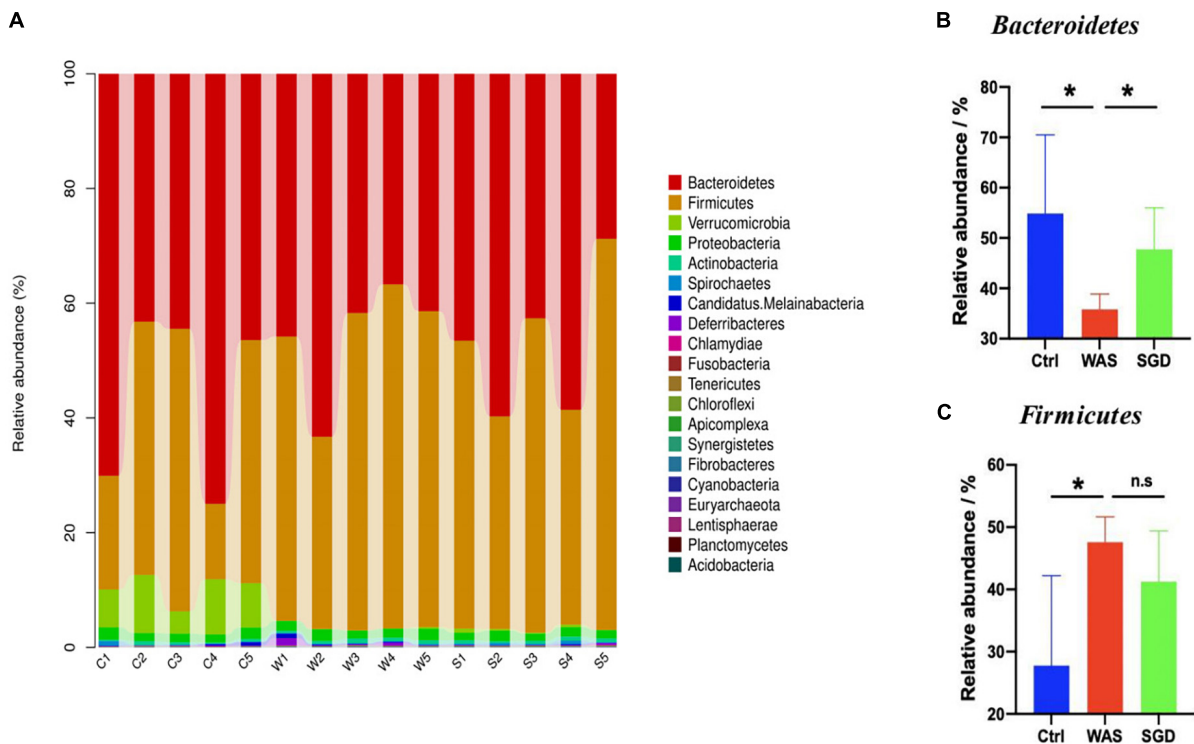 A
Relative abundance (%)
100
80
60
40
20
0
C1 C2 C3 C4 C5 W1 W2 W3 W4 W5 S1 S2 S3 S4 S5
Bacteroidetes
Firmicutes
Verrucomicrobia
Proteobacteria
Actinobacteria
Spirochaetes
Candidatus.Melainabacteria
Deferribacteres
Chlamydiae
Fusobacteria
Tenericutes
Chloroflexi
Apicomplexa
Synergistetes
Fibrobacteres
Cyanobacteria
Euryarchaeota
Lentisphaerae
Planctomycetes
Acidobacteria
B
Bacteroidetes
Relative abundance / %
80
70
60
50
40
30
* *
Ctrl WAS SGD
C
Firmicutes
Relative abundance / %
60
50
40
30
20
* n.s
Ctrl WAS SGD